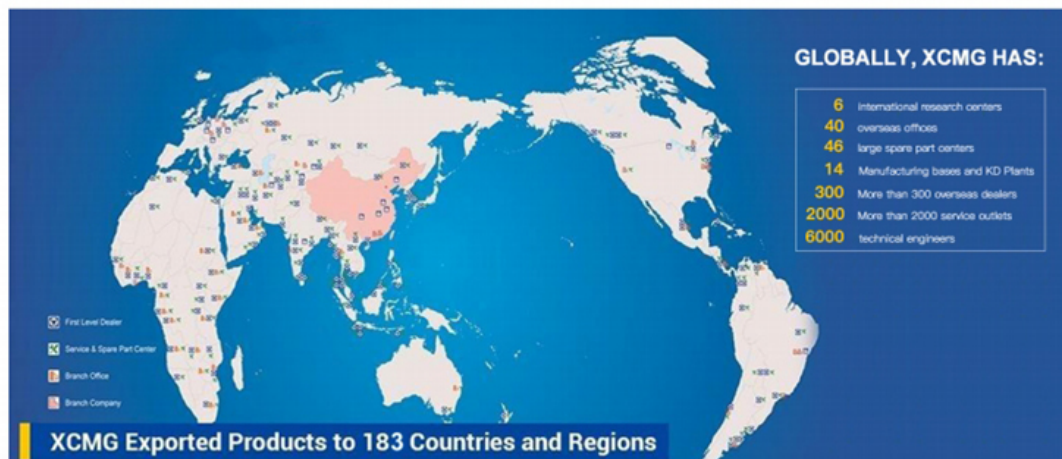 GLOBALLY, XCMG HAS:
6 International research centers
40 overseas offices
46 large spare part centers
14 Manufacturing bases and KD Plants
300 More than 300 overseas dealers
2000 More than 2000 service outlets
6000 technical engineers
First Level Dealer
Service & Spare Part Center
Branch Office
Branch Company
XCMG Exported Products to 183 Countries and Regions